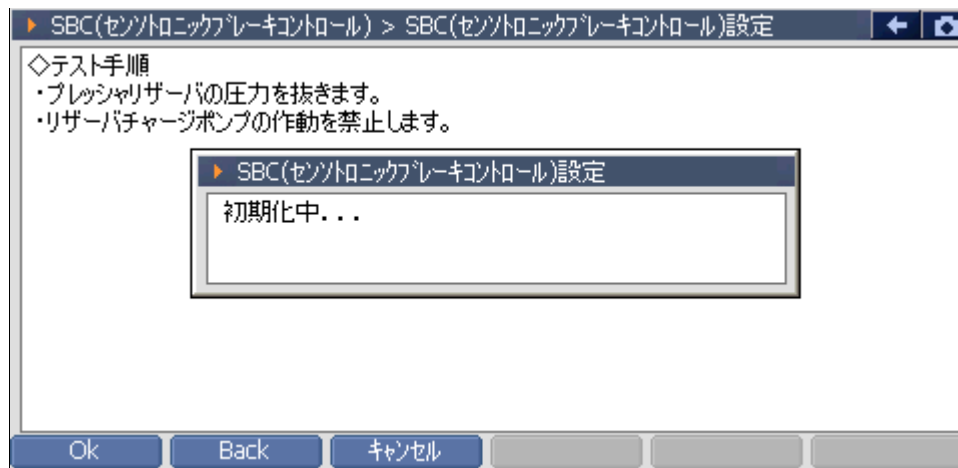 SBC(ｾﾝｿﾄﾛﾆｯｸﾌﾞﾚｰｷｺﾝﾄﾛｰﾙ) > SBC(ｾﾝｿﾄﾛﾆｯｸﾌﾞﾚｰｷｺﾝﾄﾛｰﾙ)設定
◇テスト手順
・プレッシャリザーバの圧力を抜きます。
・リザーバチャージポンプの作動を禁止します。
SBC(ｾﾝｿﾄﾛﾆｯｸﾌﾞﾚｰｷｺﾝﾄﾛｰﾙ)設定
初期化中...
Ok Back ｷｬﾝｾﾙ